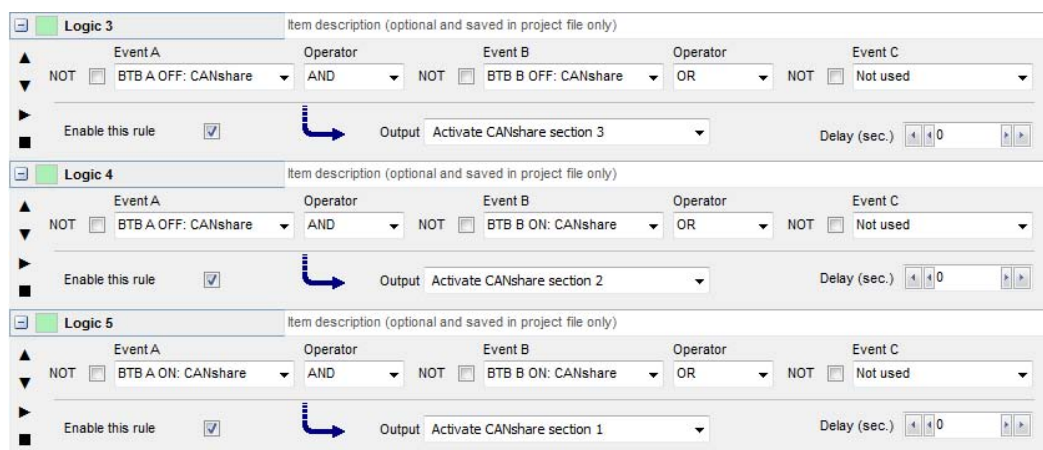 Logic 3 Item description (optional and saved in project file only)
Event A Operator Event B Operator Event C
NOT BTB A OFF: CANshare AND NOT BTB B OFF: CANshare OR NOT Not used
Enable this rule Output Activate CANshare section 3 Delay (sec.) 0
Logic 4 Item description (optional and saved in project file only)
Event A Operator Event B Operator Event C
NOT BTB A OFF: CANshare AND NOT BTB B ON: CANshare OR NOT Not used
Enable this rule Output Activate CANshare section 2 Delay (sec.) 0
Logic 5 Item description (optional and saved in project file only)
Event A Operator Event B Operator Event C
NOT BTB A ON: CANshare AND NOT BTB B ON: CANshare OR NOT Not used
Enable this rule Output Activate CANshare section 1 Delay (sec.) 0